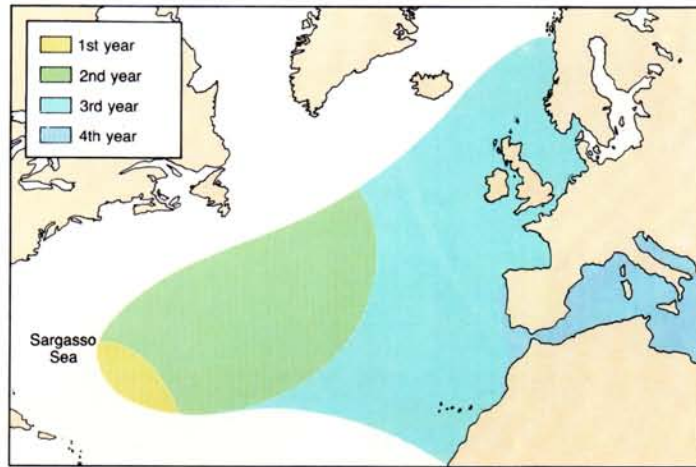 1st year
2nd year
3rd year
4th year
Sargasso
Sea